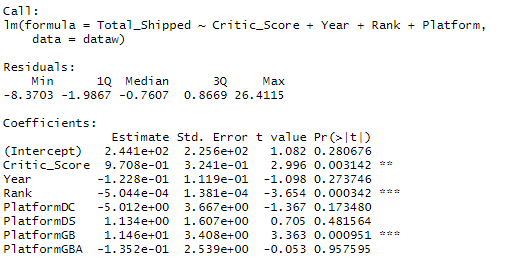 Call:
lm(formula = Total_Shipped ~ Critic_Score + Year + Rank + Platform,
    data = dataw)
Residuals:
    Min      1Q  Median      3Q     Max
-8.3703 -1.9867 -0.7607  0.8669 26.4115
Coefficients:
               Estimate Std. Error t value Pr(>|t|)
(Intercept)   2.441e+02  2.256e+02   1.082 0.280676
Critic_Score  9.708e-01  3.241e-01   2.996 0.003142 **
Year         -1.228e-01  1.119e-01  -1.098 0.273746
Rank         -5.044e-04  1.381e-04  -3.654 0.000342 ***
PlatformDC   -5.012e+00  3.667e+00  -1.367 0.173480
PlatformDS    1.134e+00  1.607e+00   0.705 0.481564
PlatformGB    1.146e+01  3.408e+00   3.363 0.000951 ***
PlatformGBA  -1.352e-01  2.539e+00  -0.053 0.957595